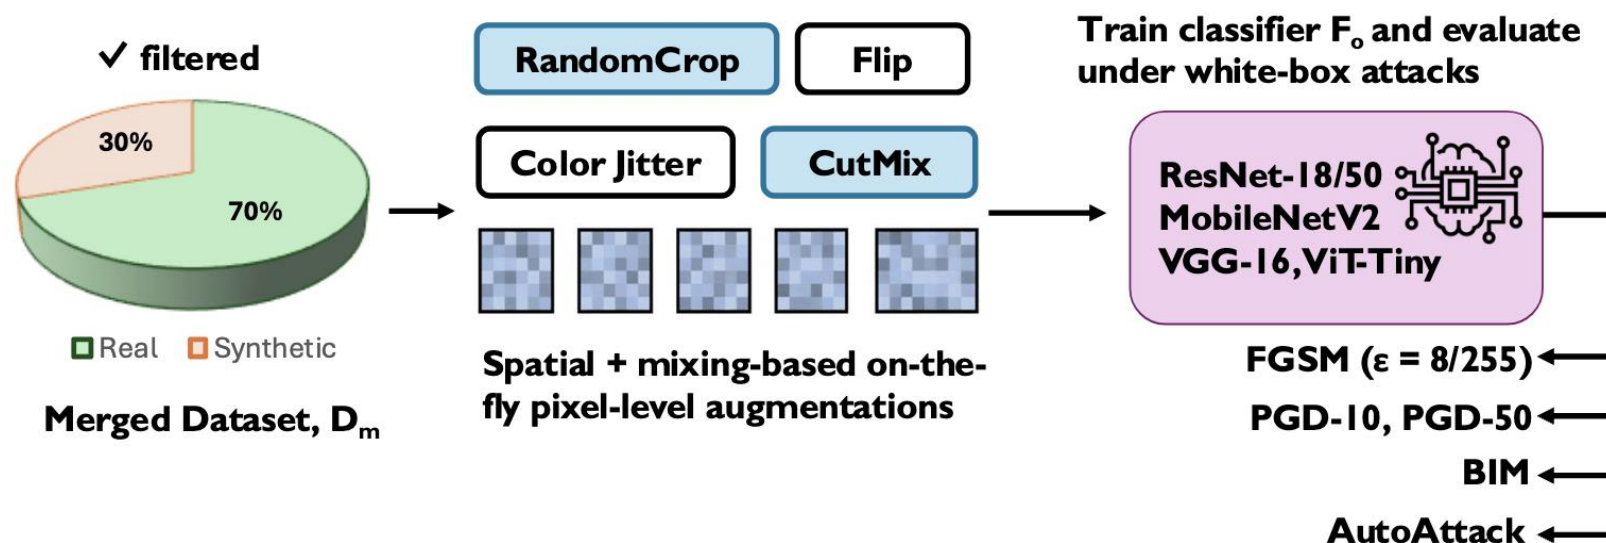 ✓ filtered
30%
70%
Real
Synthetic
Merged Dataset, Dₘ
RandomCrop
Flip
Color Jitter
CutMix
Spatial + mixing-based on-the-
fly pixel-level augmentations
Train classifier Fₒ and evaluate
under white-box attacks
ResNet-18/50
MobileNetV2
VGG-16, ViT-Tiny
FGSM (ε = 8/255)
PGD-10, PGD-50
BIM
AutoAttack